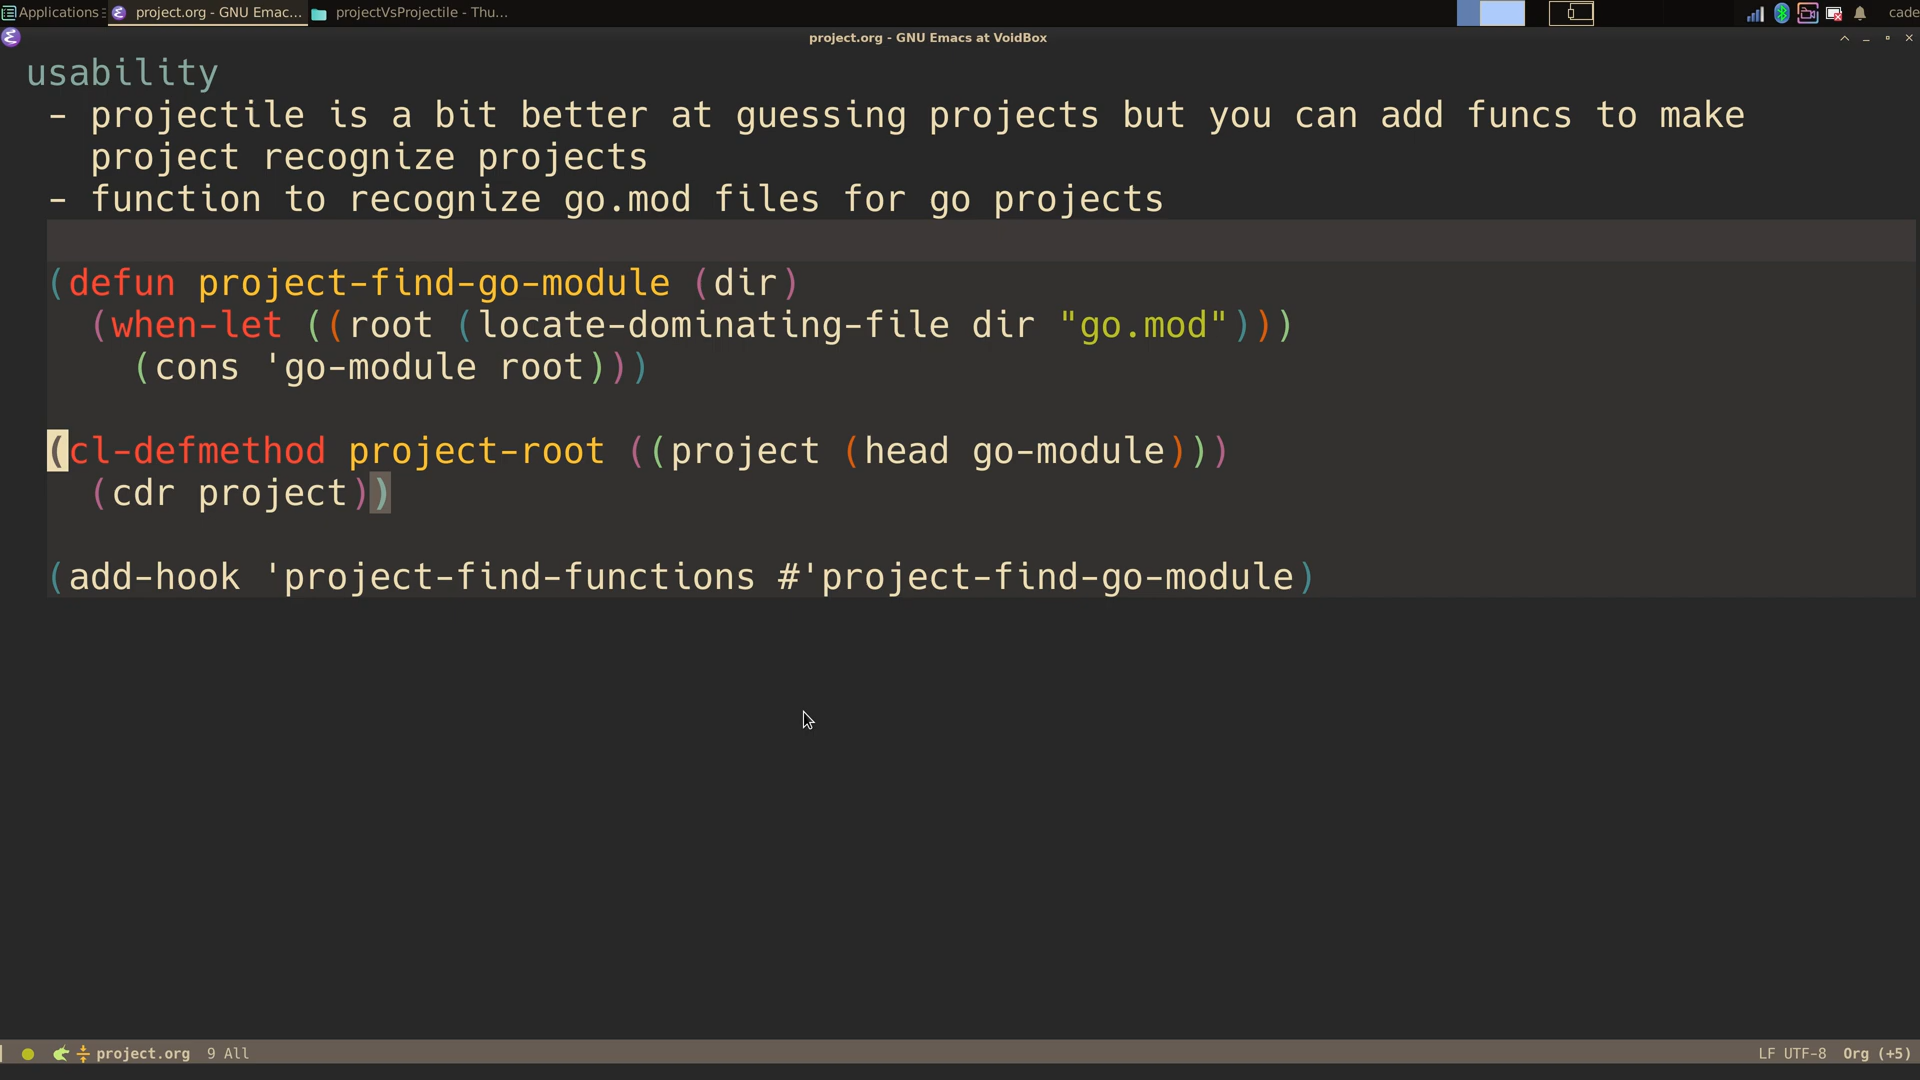 Applications
project.org - GNU Emac...
projectVsProjectile - Thu...
cade
project.org - GNU Emacs at VoidBox
usability
- projectile is a bit better at guessing projects but you can add funcs to make
project recognize projects
- function to recognize go.mod files for go projects
(defun project-find-go-module (dir)
(when-let ((root (locate-dominating-file dir "go.mod")))
(cons 'go-module root)))
(cl-defmethod project-root ((project (head go-module)))
(cdr project))
(add-hook 'project-find-functions #'project-find-go-module)
project.org 9 All
LF UTF-8 Org (+5)